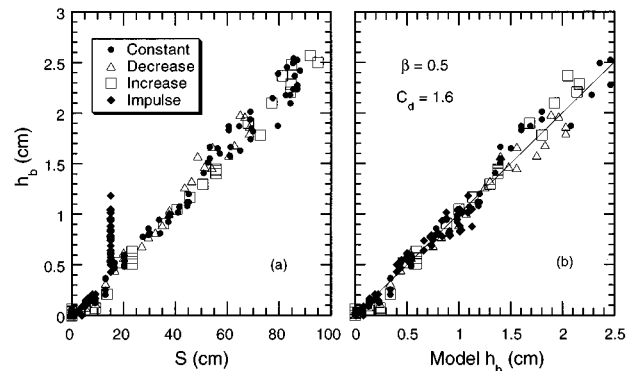 Constant
Decrease
Increase
Impulse
β = 0.5
C_d = 1.6
h_b (cm)
3
2.5
2
1.5
1
0.5
0
(a)
(b)
0 20 40 60 80 100
0 0.5 1.0 1.5 2.0 2.5
S (cm)
Model h_b (cm)